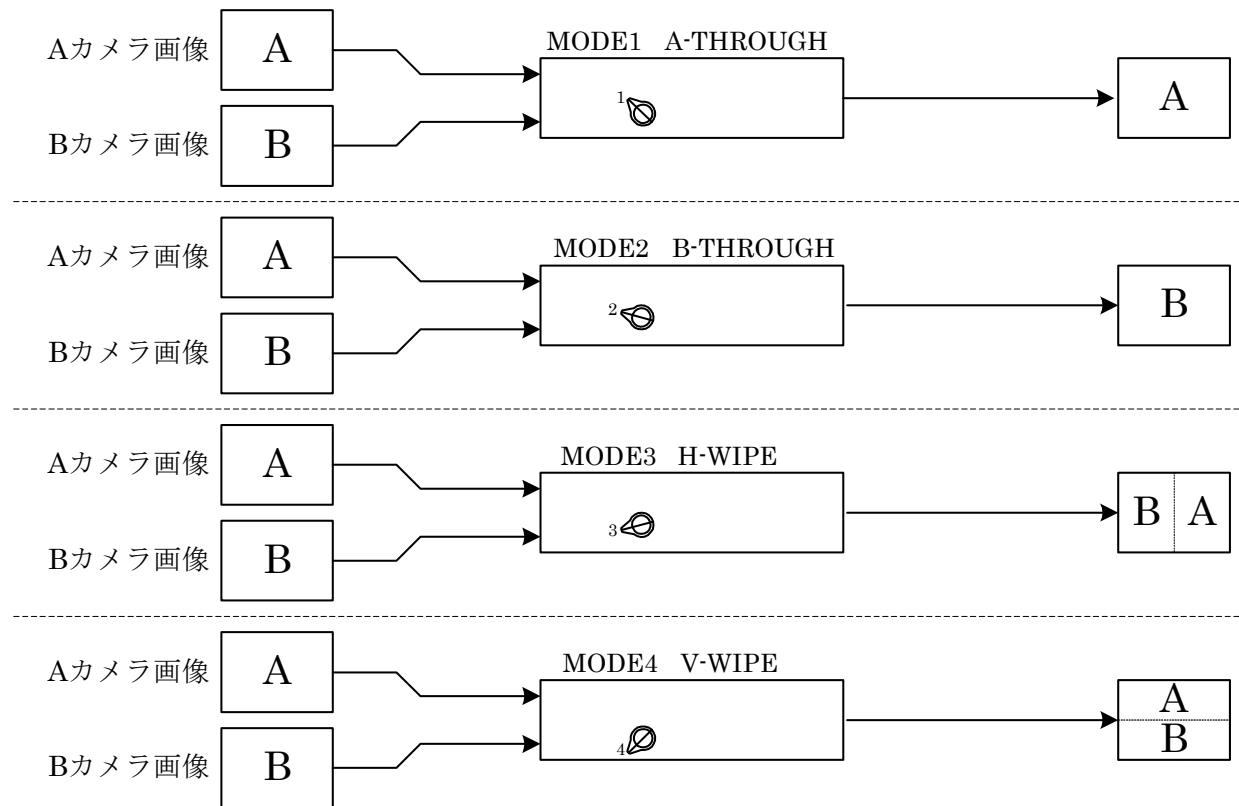 Aカメラ画像 A
MODE1 A-THROUGH
1
A
Bカメラ画像 B
Aカメラ画像 A
MODE2 B-THROUGH
2
B
Bカメラ画像 B
Aカメラ画像 A
MODE3 H-WIPE
3
B A
Bカメラ画像 B
Aカメラ画像 A
MODE4 V-WIPE
4
A
B
Bカメラ画像 B